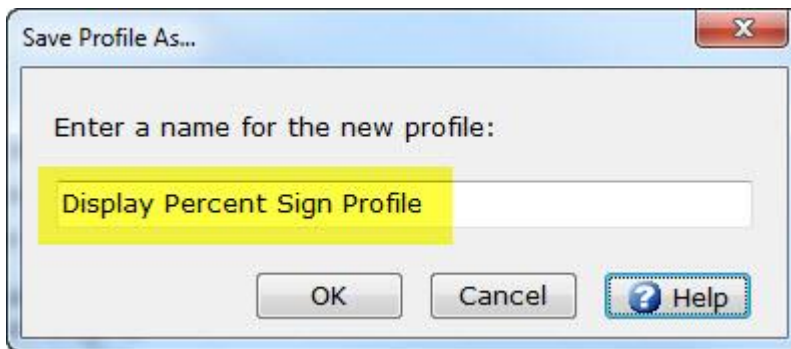 Save Profile As...
Enter a name for the new profile:
Display Percent Sign Profile
OK Cancel Help